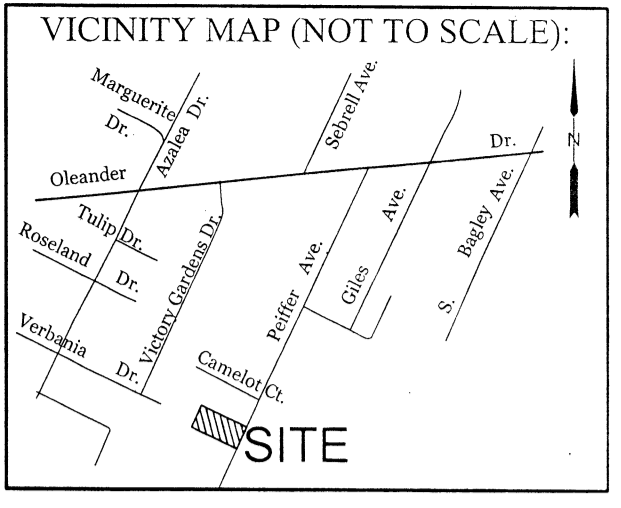 VICINITY MAP (NOT TO SCALE):
Marguerite
Dr.
Azalea Dr.
Sebrell Ave.
Oleander
Dr.
N
Tulip Dr.
Roseland
Dr.
Victory Gardens Dr.
Peiffer Ave.
Giles
Ave.
S.
Bagley Ave.
Verbania
Dr.
Camelot Ct.
SITE